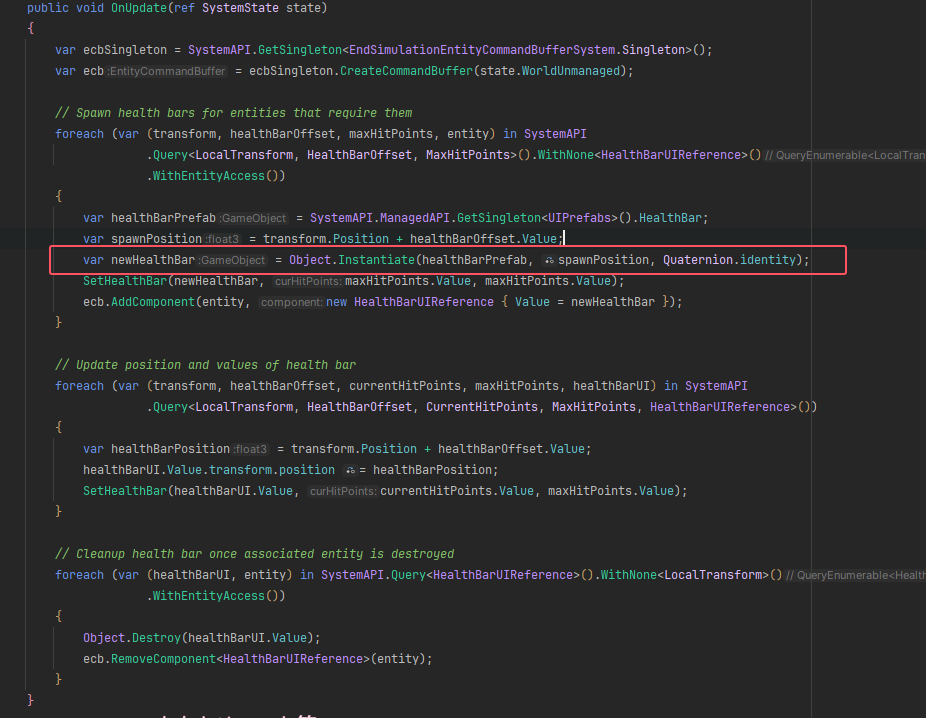 public void OnUpdate(ref SystemState state)
{
var ecbSingleton = SystemAPI.GetSingleton<EndSimulationEntityCommandBufferSystem.Singleton>();
var ecb :EntityCommandBuffer = ecbSingleton.CreateCommandBuffer(state.WorldUnmanaged);
// Spawn health bars for entities that require them
foreach (var (transform, healthBarOffset, maxHitPoints, entity) in SystemAPI
.Query<LocalTransform, HealthBarOffset, MaxHitPoints>().WithNone<HealthBarUIReference>() // QueryEnumerable<LocalTran
.WithEntityAccess())
{
var healthBarPrefab :GameObject = SystemAPI.ManagedAPI.GetSingleton<UIPrefabs>().HealthBar;
var spawnPosition :float3 = transform.Position + healthBarOffset.Value;
var newHealthBar :GameObject = Object.Instantiate(healthBarPrefab, spawnPosition, Quaternion.identity);
SetHealthBar(newHealthBar, curHitPoints: maxHitPoints.Value, maxHitPoints.Value);
ecb.AddComponent(entity, component: new HealthBarUIReference { Value = newHealthBar });
}
// Update position and values of health bar
foreach (var (transform, healthBarOffset, currentHitPoints, maxHitPoints, healthBarUI) in SystemAPI
.Query<LocalTransform, HealthBarOffset, CurrentHitPoints, MaxHitPoints, HealthBarUIReference>())
{
var healthBarPosition :float3 = transform.Position + healthBarOffset.Value;
healthBarUI.Value.transform.position = healthBarPosition;
SetHealthBar(healthBarUI.Value, curHitPoints: currentHitPoints.Value, maxHitPoints.Value);
}
// Cleanup health bar once associated entity is destroyed
foreach (var (healthBarUI, entity) in SystemAPI.Query<HealthBarUIReference>().WithNone<LocalTransform>() // QueryEnumerable<Health
.WithEntityAccess())
{
Object.Destroy(healthBarUI.Value);
ecb.RemoveComponent<HealthBarUIReference>(entity);
}
}